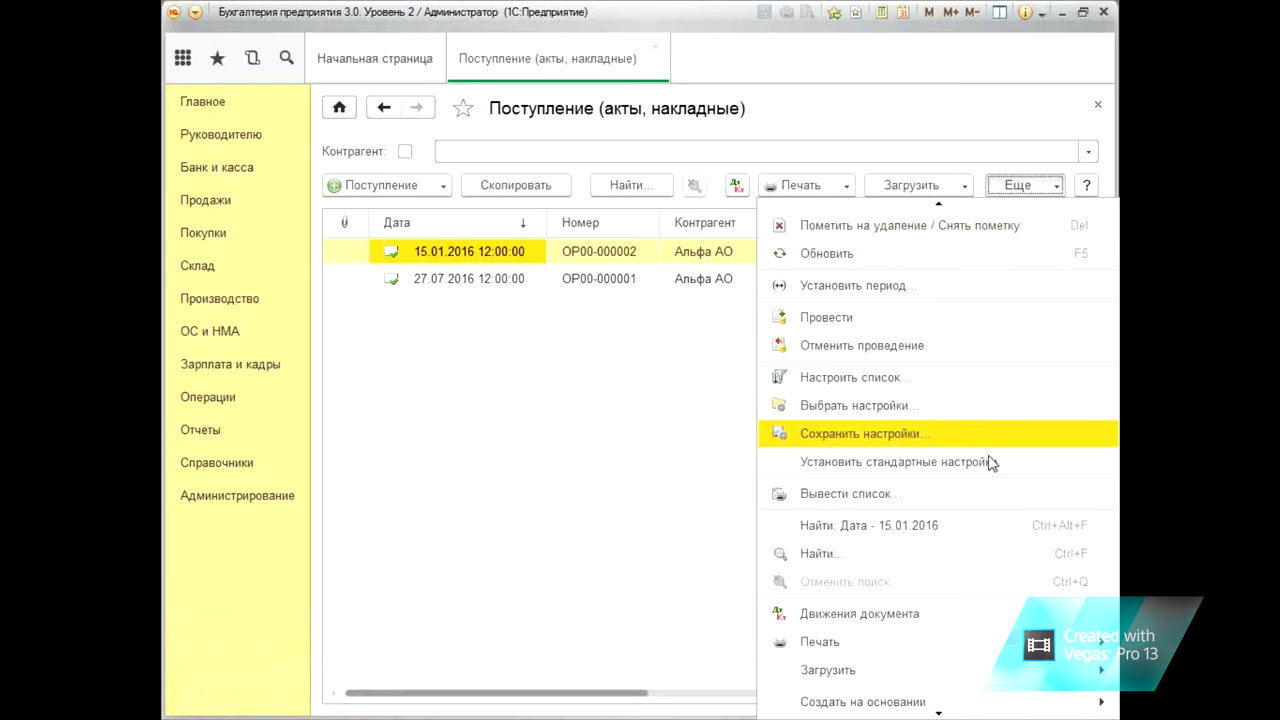 Бухгалтерия предприятия 3.0. Уровень 2 / Администратор (1С:Предприятие)
M M+ M-
Начальная страница
Поступление (акты, накладные)
Главное
Руководителю
Банк и касса
Продажи
Покупки
Склад
Производство
ОС и НМА
Зарплата и кадры
Операции
Отчеты
Справочники
Администрирование
Поступление (акты, накладные)
Контрагент:
Поступление
Скопировать
Найти...
Дт Кт
Печать
Загрузить
Еще
?
Дата ↓ Номер Контрагент
15.01.2016 12:00:00 ОР00-000002 Альфа АО
27.07.2016 12:00:00 ОР00-000001 Альфа АО
Пометить на удаление / Снять пометку Del
Обновить F5
Установить период...
Провести
Отменить проведение
Настроить список...
Выбрать настройки...
Сохранить настройки...
Установить стандартные настройки
Вывести список...
Найти: Дата - 15.01.2016 Ctrl+Alt+F
Найти... Ctrl+F
Отменить поиск Ctrl+Q
Дт Кт Движения документа
Печать
Загрузить
Создать на основании
Created with
Vegas Pro 13